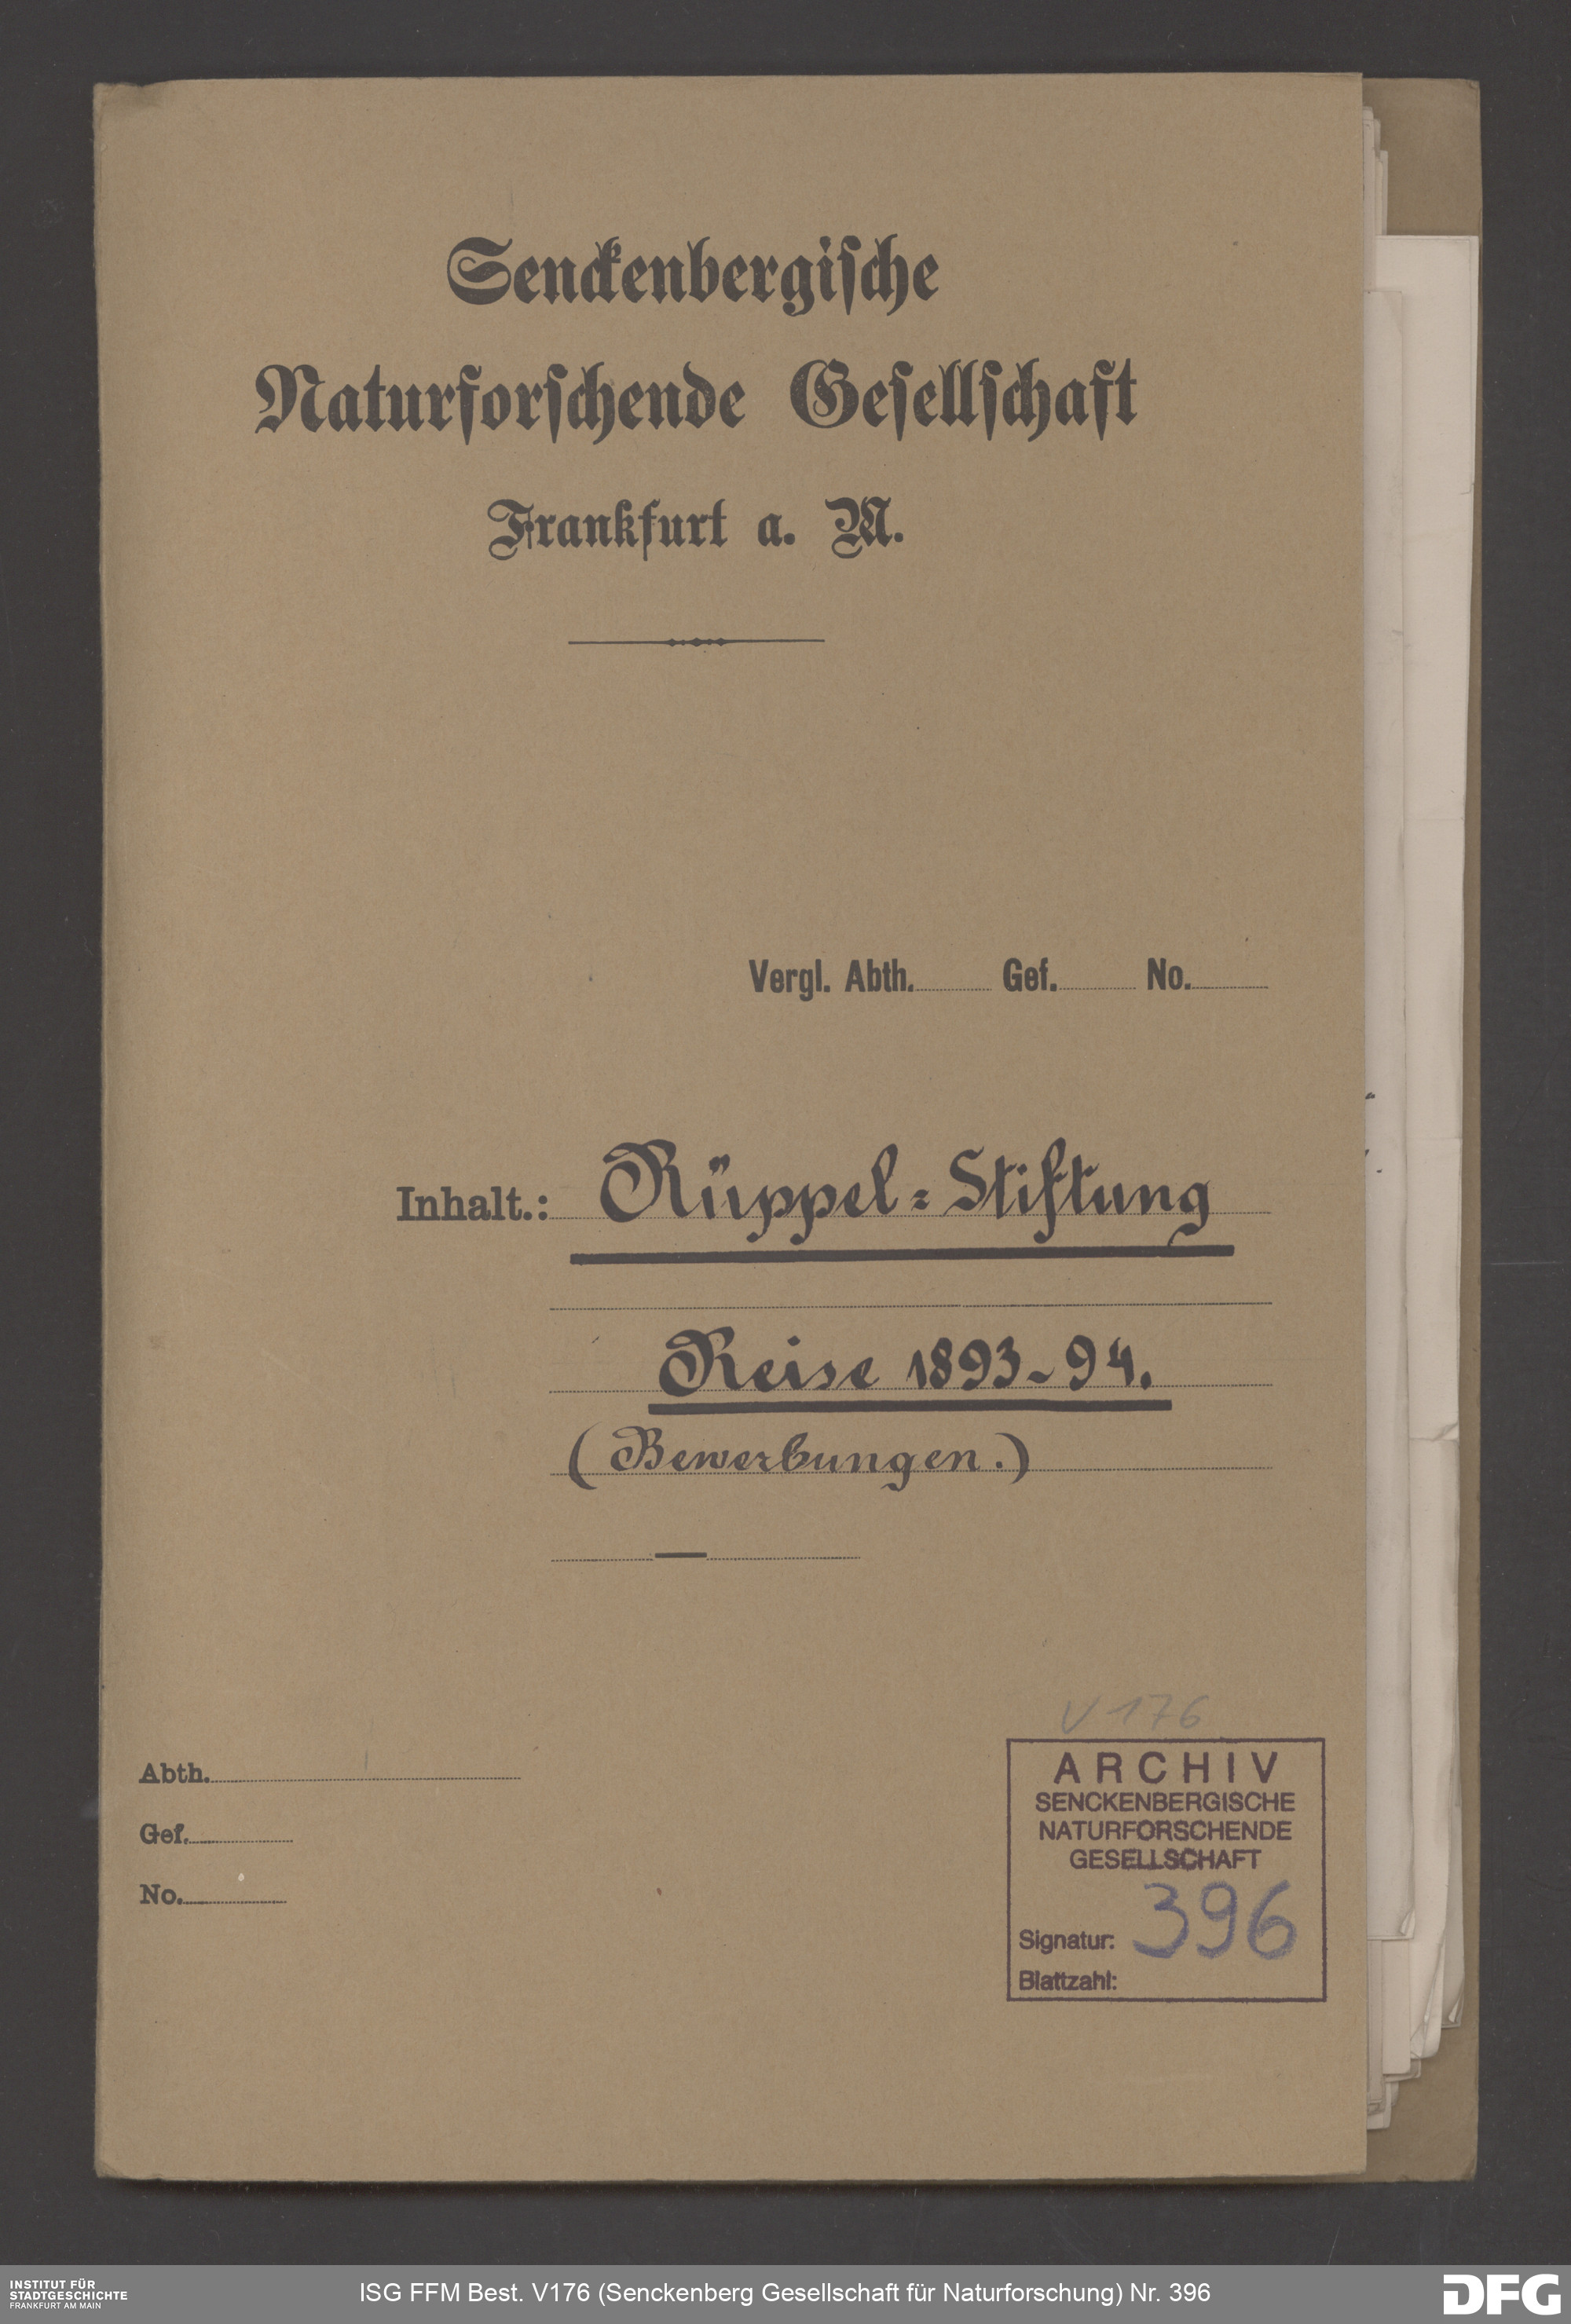 Senckenbergische
Naturforschende Gesellschaft
Frankfurt a. M.
Vergl. Abth. Gef. No.
Inhalt.: Rüppel=Stiftung
Reise 1893-94.
(Bewerbungen.)
Abth.
Gef.
No.
V 176
ARCHIV
SENCKENBERGISCHE
NATURFORSCHENDE
GESELLSCHAFT
Signatur: 396
Blattzahl:
INSTITUT FÜR
STADTGESCHICHTE
FRANKFURT AM MAIN
ISG FFM Best. V176 (Senckenberg Gesellschaft für Naturforschung) Nr. 396
DFG